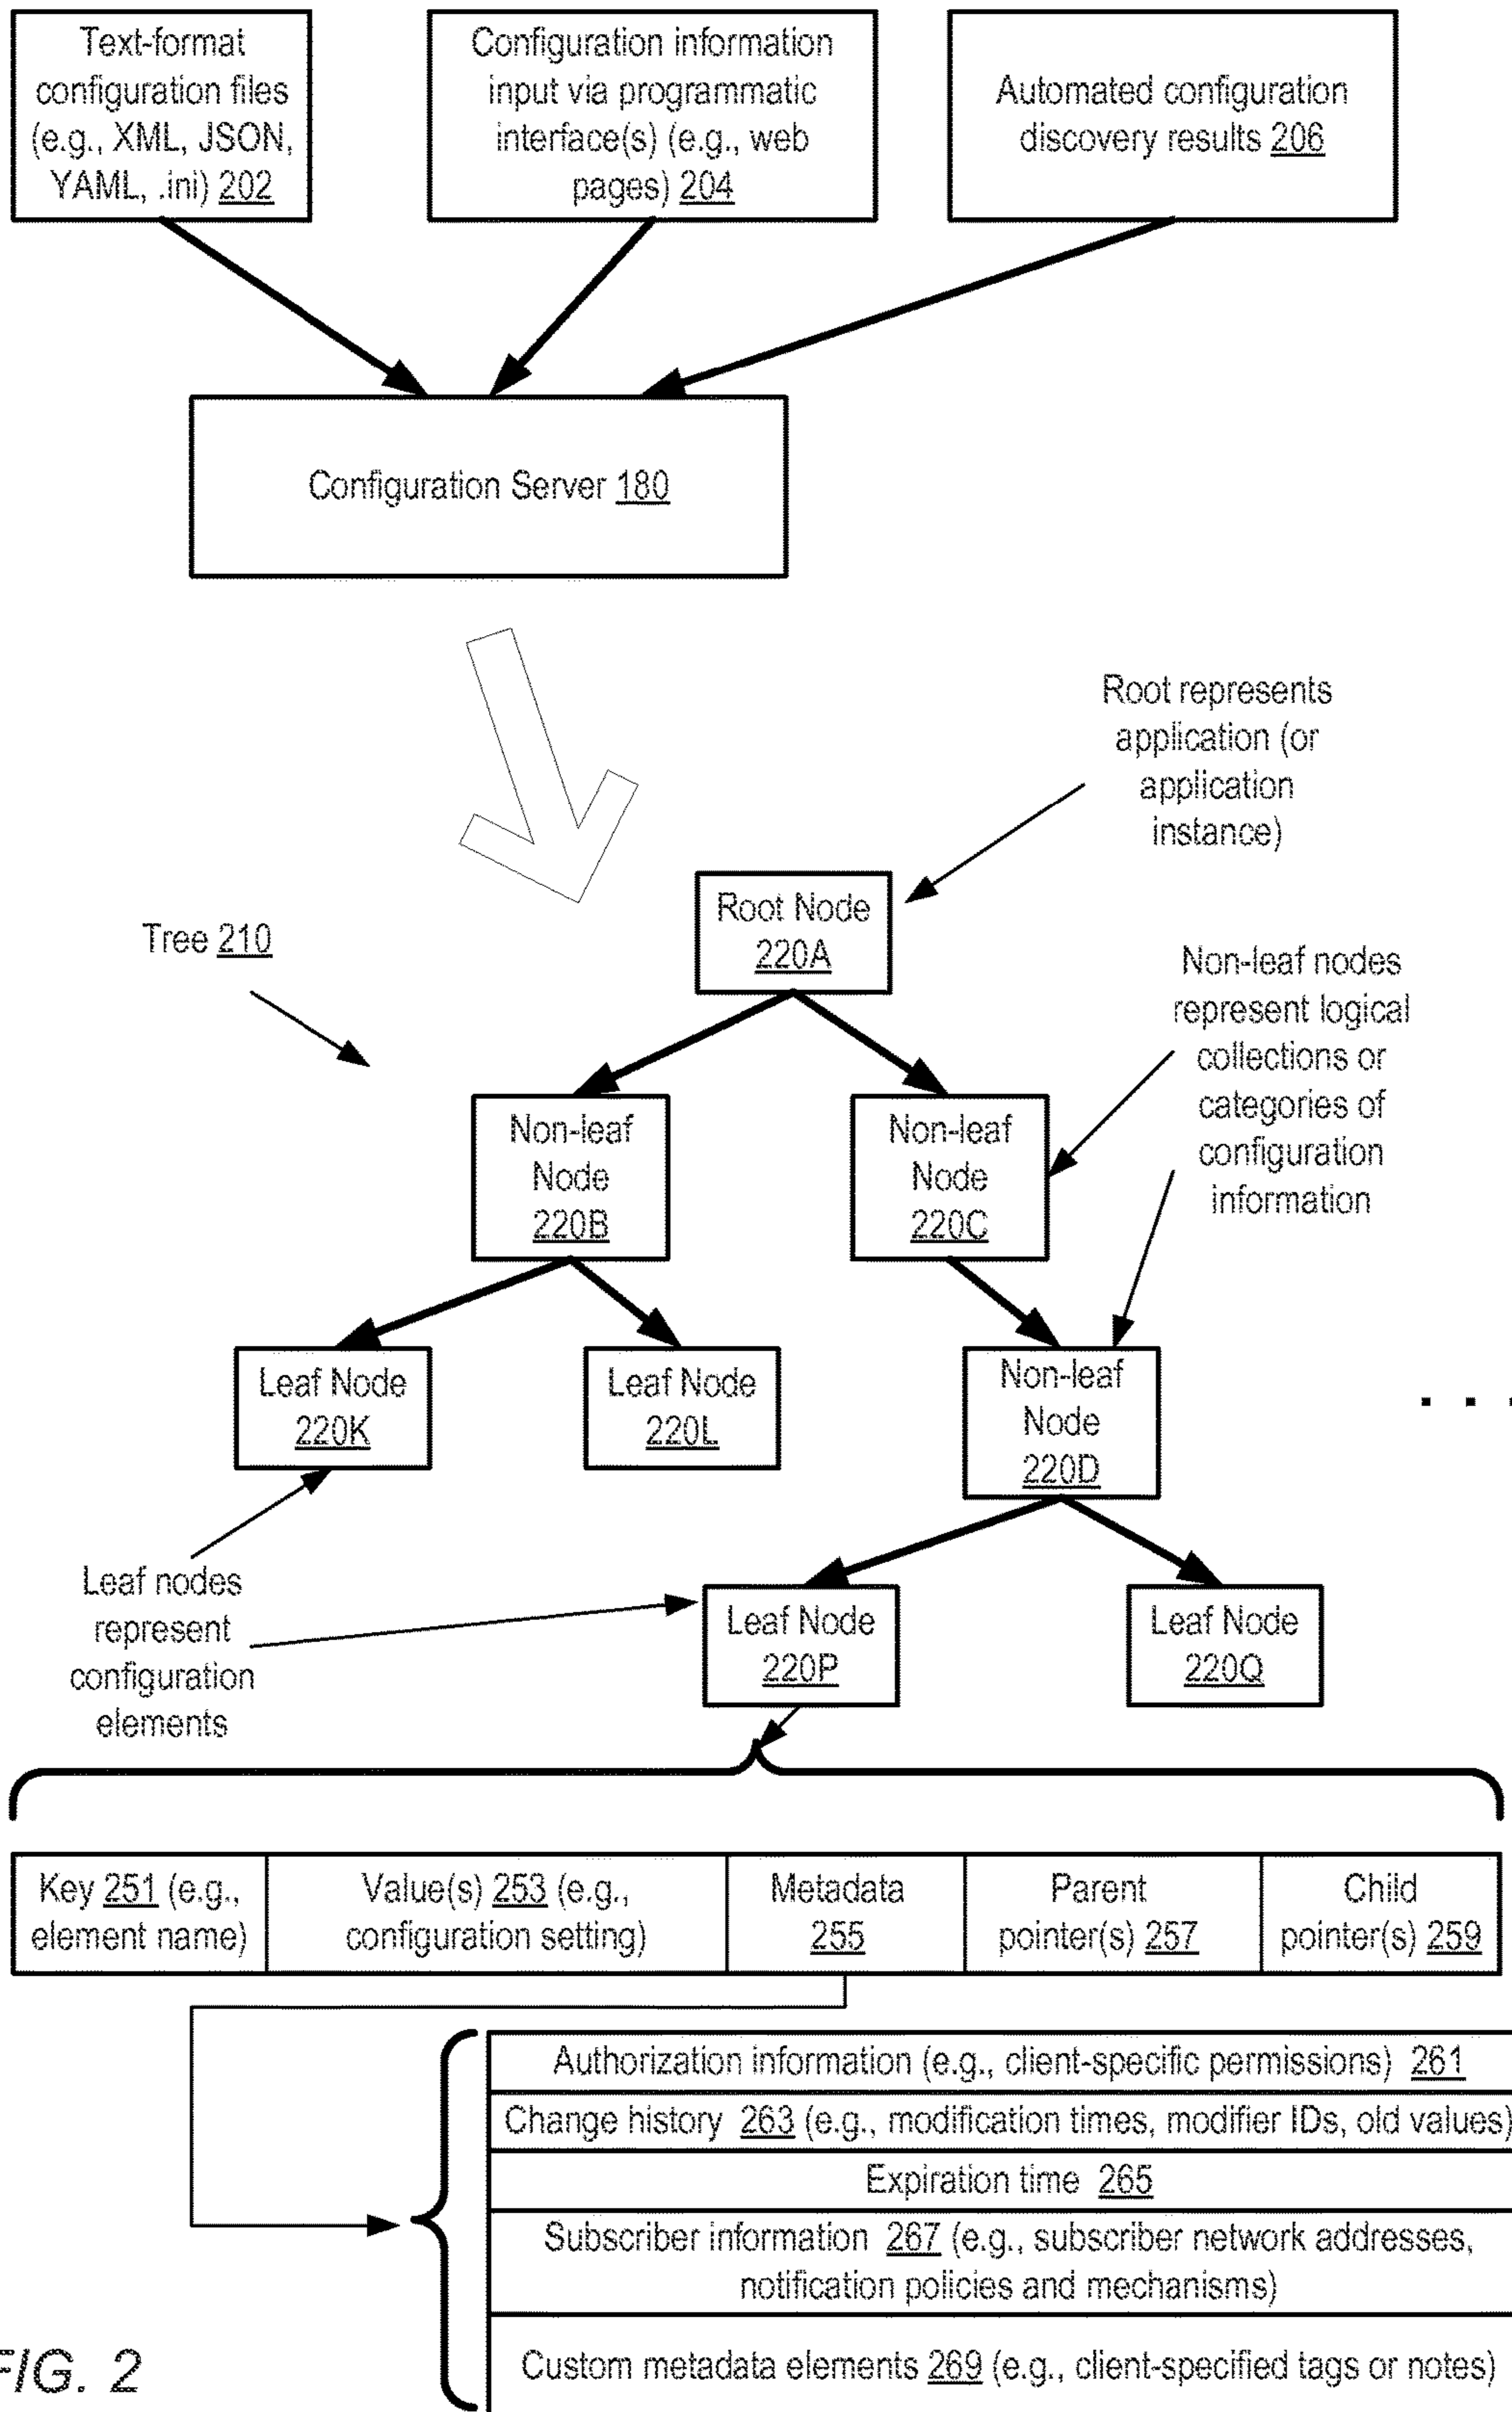 Text-format
configuration files
(e.g., XML, JSON,
YAML, .ini) 202
Configuration information
input via programmatic
interface(s) (e.g., web
pages) 204
Automated configuration
discovery results 206
Configuration Server 180
Root represents
application (or
application
instance)
Tree 210
Root Node
220A
Non-leaf nodes
represent logical
collections or
categories of
configuration
information
Non-leaf
Node
220B
Non-leaf
Node
220C
Leaf Node
220K
Leaf Node
220L
Non-leaf
Node
220D
. . .
Leaf nodes
represent
configuration
elements
Leaf Node
220P
Leaf Node
220Q
Key 251 (e.g.,
element name)
Value(s) 253 (e.g.,
configuration setting)
Metadata
255
Parent
pointer(s) 257
Child
pointer(s) 259
Authorization information (e.g., client-specific permissions) 261
Change history 263 (e.g., modification times, modifier IDs, old values)
Expiration time 265
Subscriber information 267 (e.g., subscriber network addresses,
notification policies and mechanisms)
Custom metadata elements 269 (e.g., client-specified tags or notes)
FIG. 2